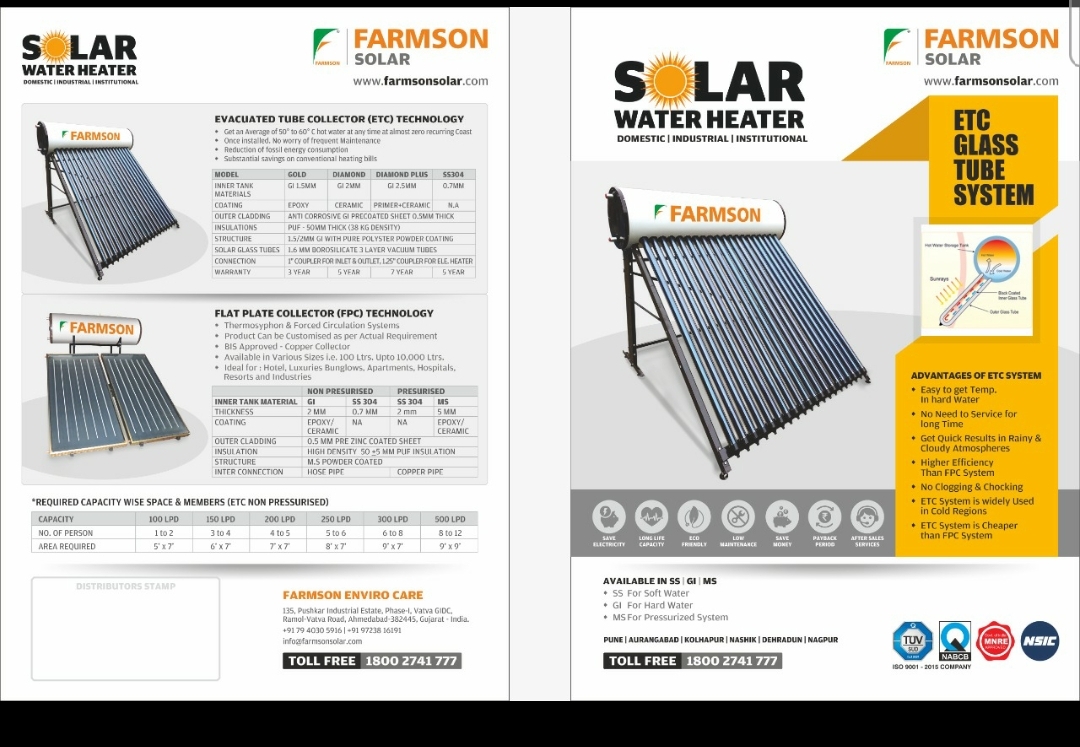 SOLAR
WATER HEATER
DOMESTIC | INDUSTRIAL | INSTITUTIONAL
FARMSON
FARMSON
SOLAR
www.farmsonsolar.com
FARMSON
EVACUATED TUBE COLLECTOR (ETC) TECHNOLOGY
• Get an Average of 50° to 60° C hot water at any time at almost zero recurring Coast
• Once installed, No worry of frequent Maintenance
• Reduction of fossil energy consumption
• Substantial savings on conventional heating bills
MODEL GOLD DIAMOND DIAMOND PLUS SS304
INNER TANK MATERIALS GI 1.5MM GI 2MM GI 2.5MM 0.7MM
COATING EPOXY CERAMIC PRIMER+CERAMIC N.A
OUTER CLADDING ANTI CORROSIVE GI PRECOATED SHEET 0.5MM THICK
INSULATIONS PUF - 50MM THICK (38 KG DENSITY)
STRUCTURE 1.5/2MM GI WITH PURE POLYSTER POWDER COATING
SOLAR GLASS TUBES 1.6 MM BOROSILICATE 3 LAYER VACUUM TUBES
CONNECTION 1" COUPLER FOR INLET & OUTLET, 1.25" COUPLER FOR ELE. HEATER
WARRANTY 3 YEAR 5 YEAR 7 YEAR 5 YEAR
FARMSON
FLAT PLATE COLLECTOR (FPC) TECHNOLOGY
• Thermosyphon & Forced Circulation Systems
• Product Can be Customised as per Actual Requirement
• BIS Approved - Copper Collector
• Available in Various Sizes i.e. 100 Ltrs. Upto 10,000 Ltrs.
• Ideal for : Hotel, Luxuries Bunglows, Apartments, Hospitals,
Resorts and Industries
NON PRESURISED PRESURISED
INNER TANK MATERIAL GI SS 304 SS 304 MS
THICKNESS 2 MM 0.7 MM 2 mm 5 MM
COATING EPOXY/ CERAMIC NA NA EPOXY/ CERAMIC
OUTER CLADDING 0.5 MM PRE ZINC COATED SHEET
INSULATION HIGH DENSITY 50 ±5 MM PUF INSULATION
STRUCTURE M.S POWDER COATED
INTER CONNECTION HOSE PIPE COPPER PIPE
*REQUIRED CAPACITY WISE SPACE & MEMBERS (ETC NON PRESSURISED)
CAPACITY 100 LPD 150 LPD 200 LPD 250 LPD 300 LPD 500 LPD
NO. OF PERSON 1 to 2 3 to 4 4 to 5 5 to 6 6 to 8 8 to 12
AREA REQUIRED 5' x 7' 6' x 7' 7' x 7' 8' x 7' 9' x 7' 9' x 9'
DISTRIBUTORS STAMP
FARMSON ENVIRO CARE
135, Pushkar Industrial Estate, Phase-I, Vatva GIDC,
Ramol-Vatva Road, Ahmedabad-382445, Gujarat - India.
+91 79 4030 5916 | +91 97238 16191
info@farmsonsolar.com
TOLL FREE 1800 2741 777
FARMSON
FARMSON
SOLAR
www.farmsonsolar.com
SOLAR
WATER HEATER
DOMESTIC | INDUSTRIAL | INSTITUTIONAL
ETC
GLASS
TUBE
SYSTEM
FARMSON
Hot Water Storage Tank
Hot Water
Cold Water
Sunrays
Black Coated
Inner Glass Tube
Outer Glass Tube
ADVANTAGES OF ETC SYSTEM
• Easy to get Temp.
In hard Water
• No Need to Service for
long Time
• Get Quick Results in Rainy &
Cloudy Atmospheres
• Higher Efficiency
Than FPC System
• No Clogging & Chocking
• ETC System is widely Used
in Cold Regions
• ETC System is Cheaper
than FPC System
SAVE ELECTRICITY
LONG LIFE CAPACITY
ECO FRIENDLY
LOW MAINTENANCE
SAVE MONEY
PAYBACK PERIOD
AFTER SALES SERVICES
AVAILABLE IN SS | GI | MS
• SS For Soft Water
• GI For Hard Water
• MS For Pressurized System
PUNE | AURANGABAD | KOLHAPUR | NASHIK | DEHRADUN | NAGPUR
TOLL FREE 1800 2741 777
TUV
SUD
NABCB
MNRE
APPROVED
NSIC
ISO 9001 - 2015 COMPANY